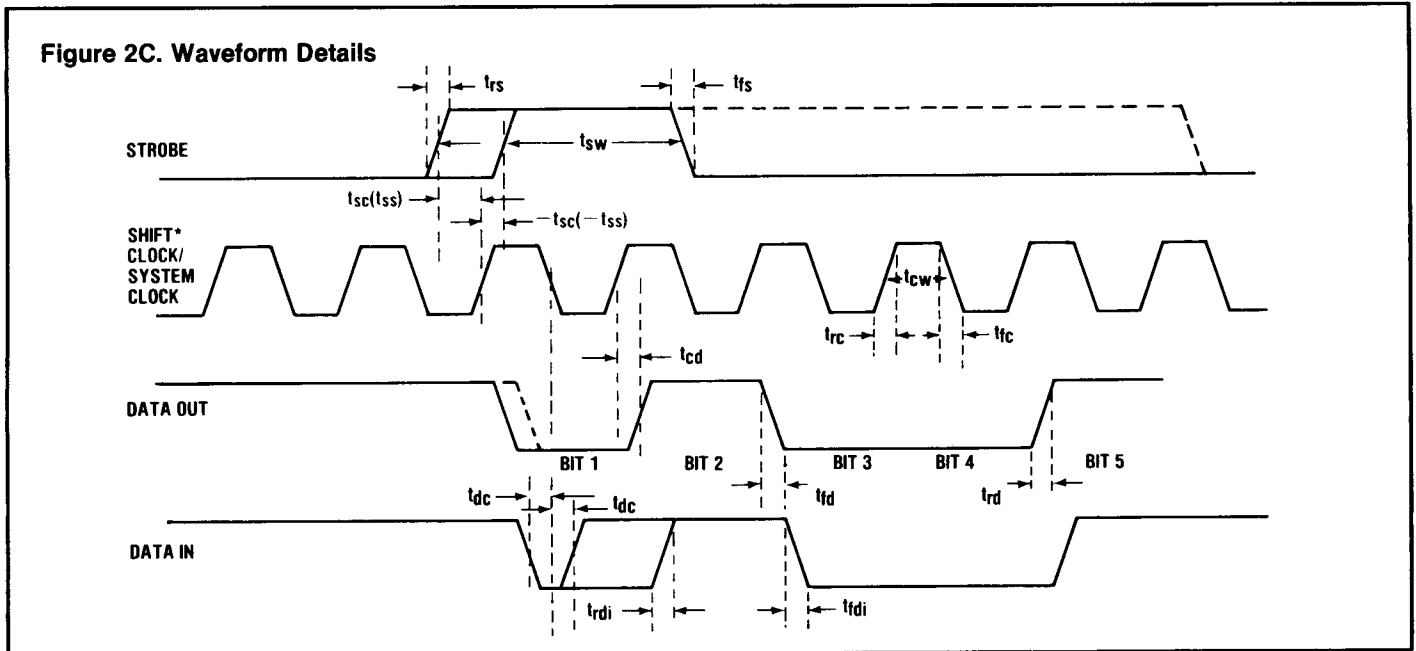 Figure 2C. Waveform Details
trs
tfs
STROBE
tsw
tsc(tss)
–tsc(–tss)
SHIFT*
CLOCK/
SYSTEM
CLOCK
tcw
trc
tfc
tcd
DATA OUT
BIT 1
BIT 2
BIT 3
BIT 4
BIT 5
tdc
tdc
tfd
trd
DATA IN
trdi
tfdi